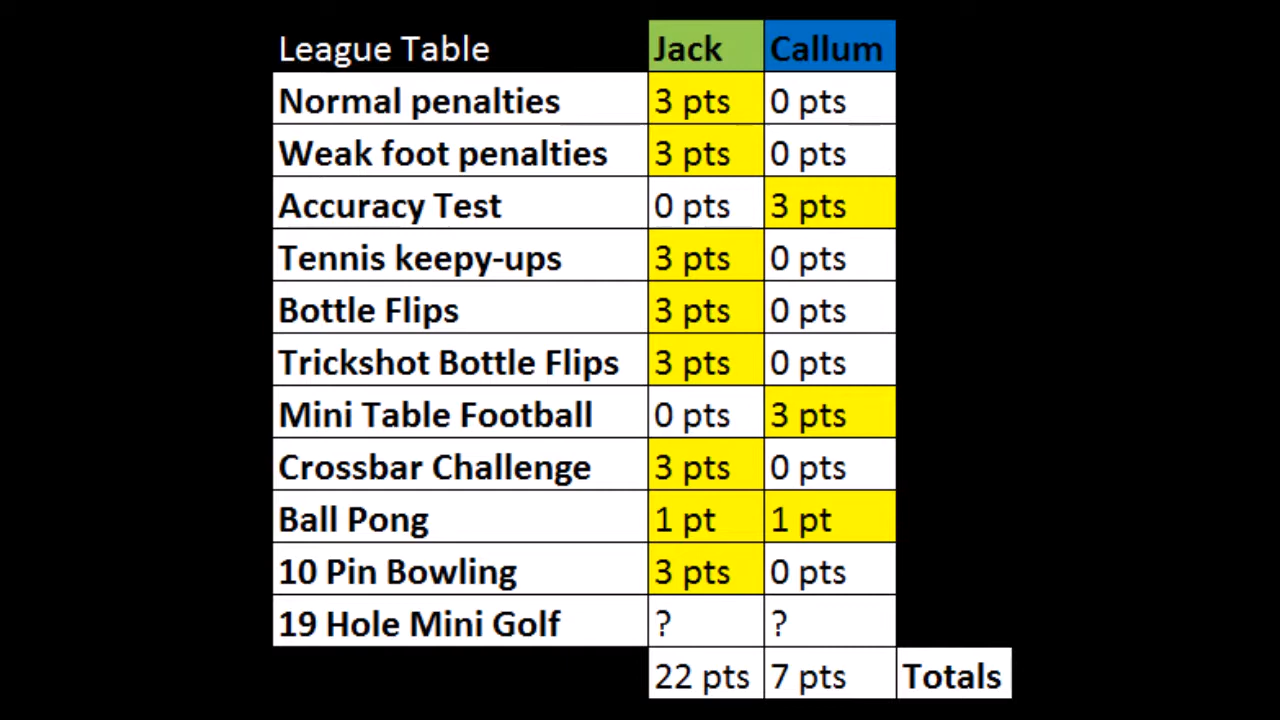 League Table Jack Callum
Normal penalties 3 pts 0 pts
Weak foot penalties 3 pts 0 pts
Accuracy Test 0 pts 3 pts
Tennis keepy-ups 3 pts 0 pts
Bottle Flips 3 pts 0 pts
Trickshot Bottle Flips 3 pts 0 pts
Mini Table Football 0 pts 3 pts
Crossbar Challenge 3 pts 0 pts
Ball Pong 1 pt 1 pt
10 Pin Bowling 3 pts 0 pts
19 Hole Mini Golf ? ?
22 pts 7 pts Totals